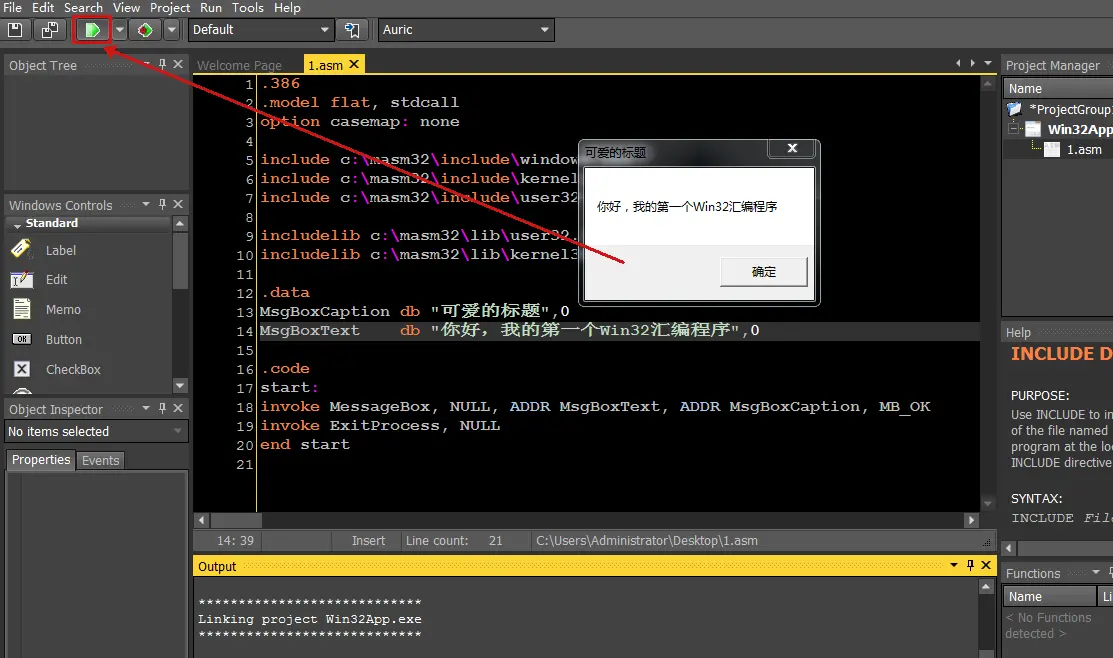 File Edit Search View Project Run Tools Help
Default Auric
Object Tree
Welcome Page 1.asm
Project Manager
Name
*ProjectGroup
Win32App
1.asm
Windows Controls
Standard
Label
Edit
Memo
Button
CheckBox
Object Inspector
No items selected
Properties Events
1 .386
2 .model flat, stdcall
3 option casemap: none
4
5 include c:\masm32\include\window
6 include c:\masm32\include\kernel
7 include c:\masm32\include\user32
8
9 includelib c:\masm32\lib\user32.
10 includelib c:\masm32\lib\kernel3
11
12 .data
13 MsgBoxCaption db "可爱的标题",0
14 MsgBoxText db "你好，我的第一个Win32汇编程序",0
15
16 .code
17 start:
18 invoke MessageBox, NULL, ADDR MsgBoxText, ADDR MsgBoxCaption, MB_OK
19 invoke ExitProcess, NULL
20 end start
21
可爱的标题
你好，我的第一个Win32汇编程序
确定
14: 39 Insert Line count: 21 C:\Users\Administrator\Desktop\1.asm
Output
****************************
Linking project Win32App.exe
****************************
Help
INCLUDE D
PURPOSE:
Use INCLUDE to in
of the file named
program at the loc
INCLUDE directive
SYNTAX:
INCLUDE File
Functions
Name Li
< No Functions
detected >